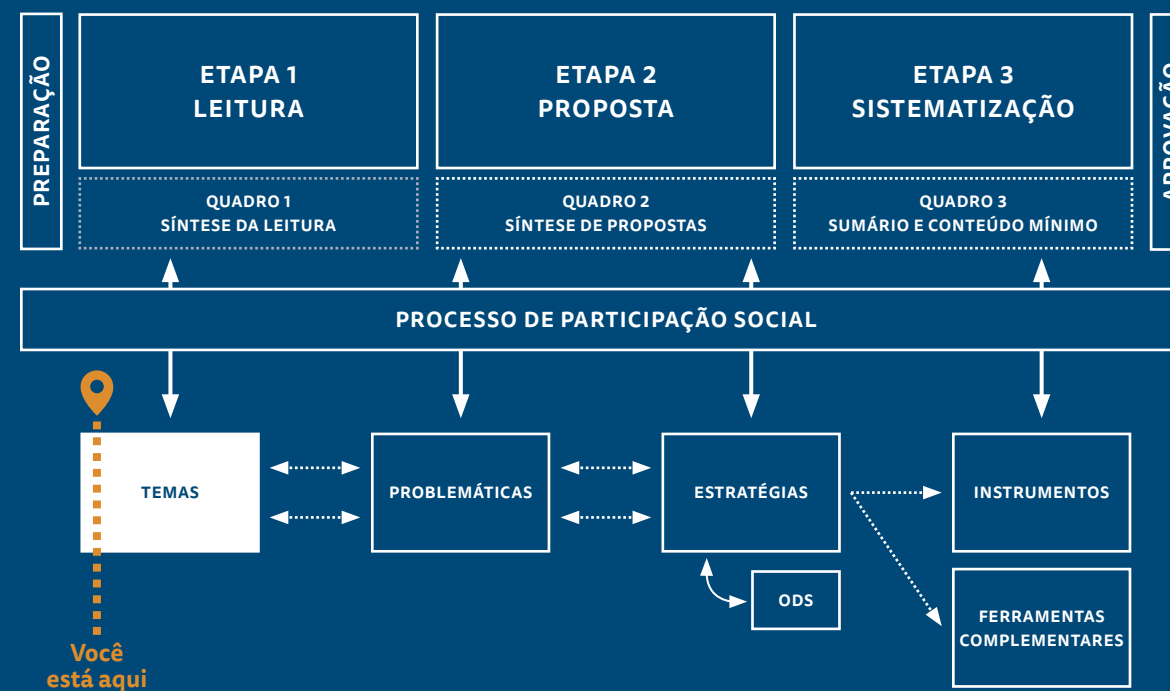 PREPARAÇÃO
ETAPA 1
LEITURA
ETAPA 2
PROPOSTA
ETAPA 3
SISTEMATIZAÇÃO
APROVAÇÃO
QUADRO 1
SÍNTESE DA LEITURA
QUADRO 2
SÍNTESE DE PROPOSTAS
QUADRO 3
SUMÁRIO E CONTEÚDO MÍNIMO
PROCESSO DE PARTICIPAÇÃO SOCIAL
TEMAS
PROBLEMÁTICAS
ESTRATÉGIAS
INSTRUMENTOS
ODS
FERRAMENTAS
COMPLEMENTARES
Você
está aqui